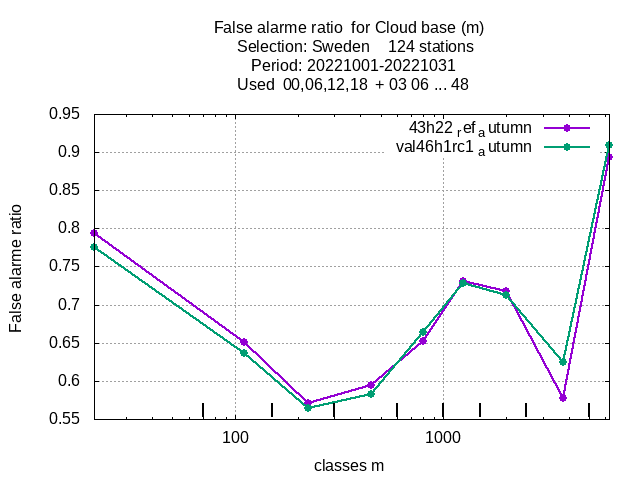 False alarme ratio for Cloud base (m)
Selection: Sweden 124 stations
Period: 20221001-20221031
Used 00,06,12,18 + 03 06 ... 48
43h22 ref autumn
val46h1rc1 autumn
0.95
0.9
0.85
0.8
0.75
0.7
0.65
0.6
0.55
False alarme ratio
100
1000
classes m